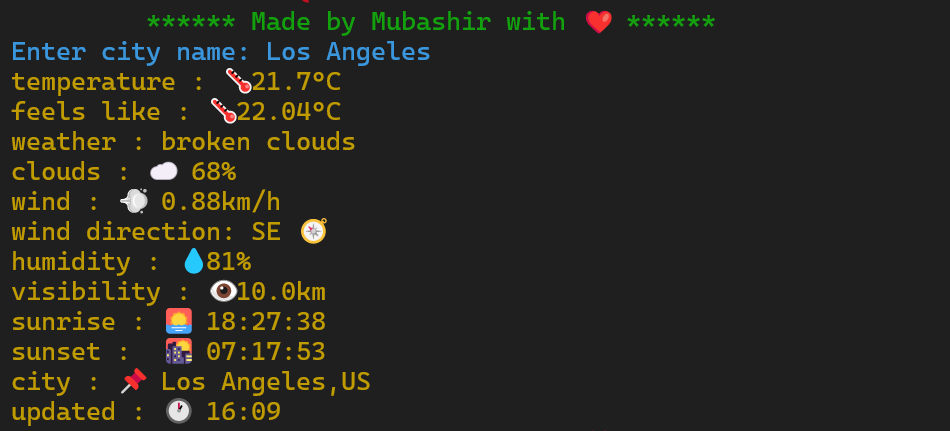 ****** Made by Mubashir with ❤️ ******
Enter city name: Los Angeles
temperature : 🌡️21.7°C
feels like : 🌡️22.04°C
weather : broken clouds
clouds : ☁️ 68%
wind : 💨 0.88km/h
wind direction: SE 🧭
humidity : 💧81%
visibility : 👁️10.0km
sunrise : 🌅 18:27:38
sunset : 🌇 07:17:53
city : 📌 Los Angeles,US
updated : 🕐 16:09